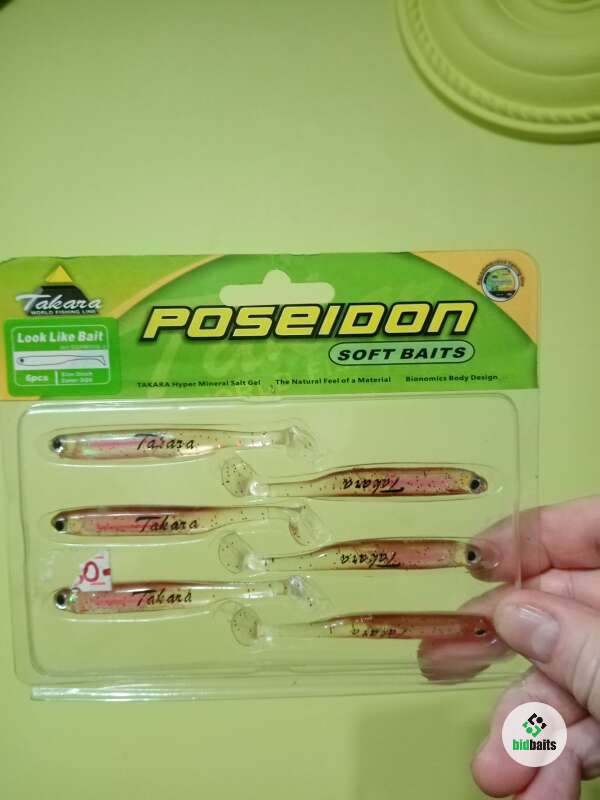 Takara
WORLD FISHING LINE
POSEIDON
SOFT BAITS
Look Like Bait
6pcs
TAKARA Hyper Mineral Salt Gel The Natural Feel of a Material Bionomics Body Design
Takara
Takara
Takara
Takara
Takara
Takara
bidbaits